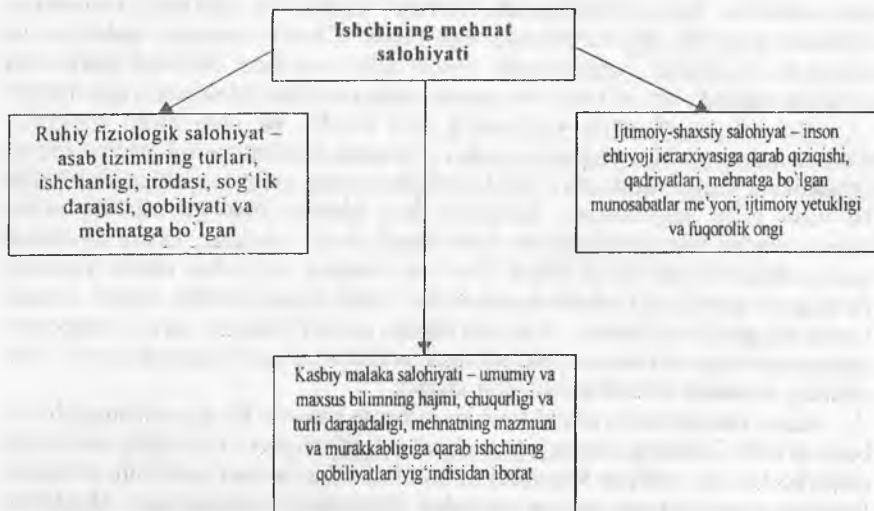 Ishchining mehnat
salohiyati
Ruhiy fiziologik salohiyat –
asab tizimining turlari,
ishchanligi, irodasi, sog`lik
darajasi, qobiliyati va
mehnatga bo`lgan
Ijtimoiy-shaxsiy salohiyat – inson
ehtiyoji ierarxiyasiga qarab qiziqishi,
qadriyatlari, mehnatga bo`lgan
munosabatlar me`yori, ijtimoiy yetukligi
va fuqorolik ongi
Kasbiy malaka salohiyati – umumiy va
maxsus bilimning hajmi, chuqurligi va
turli darajadaligi, mehnatning mazmuni
va murakkabligiga qarab ishchining
qobiliyatlari yig‘indisidan iborat